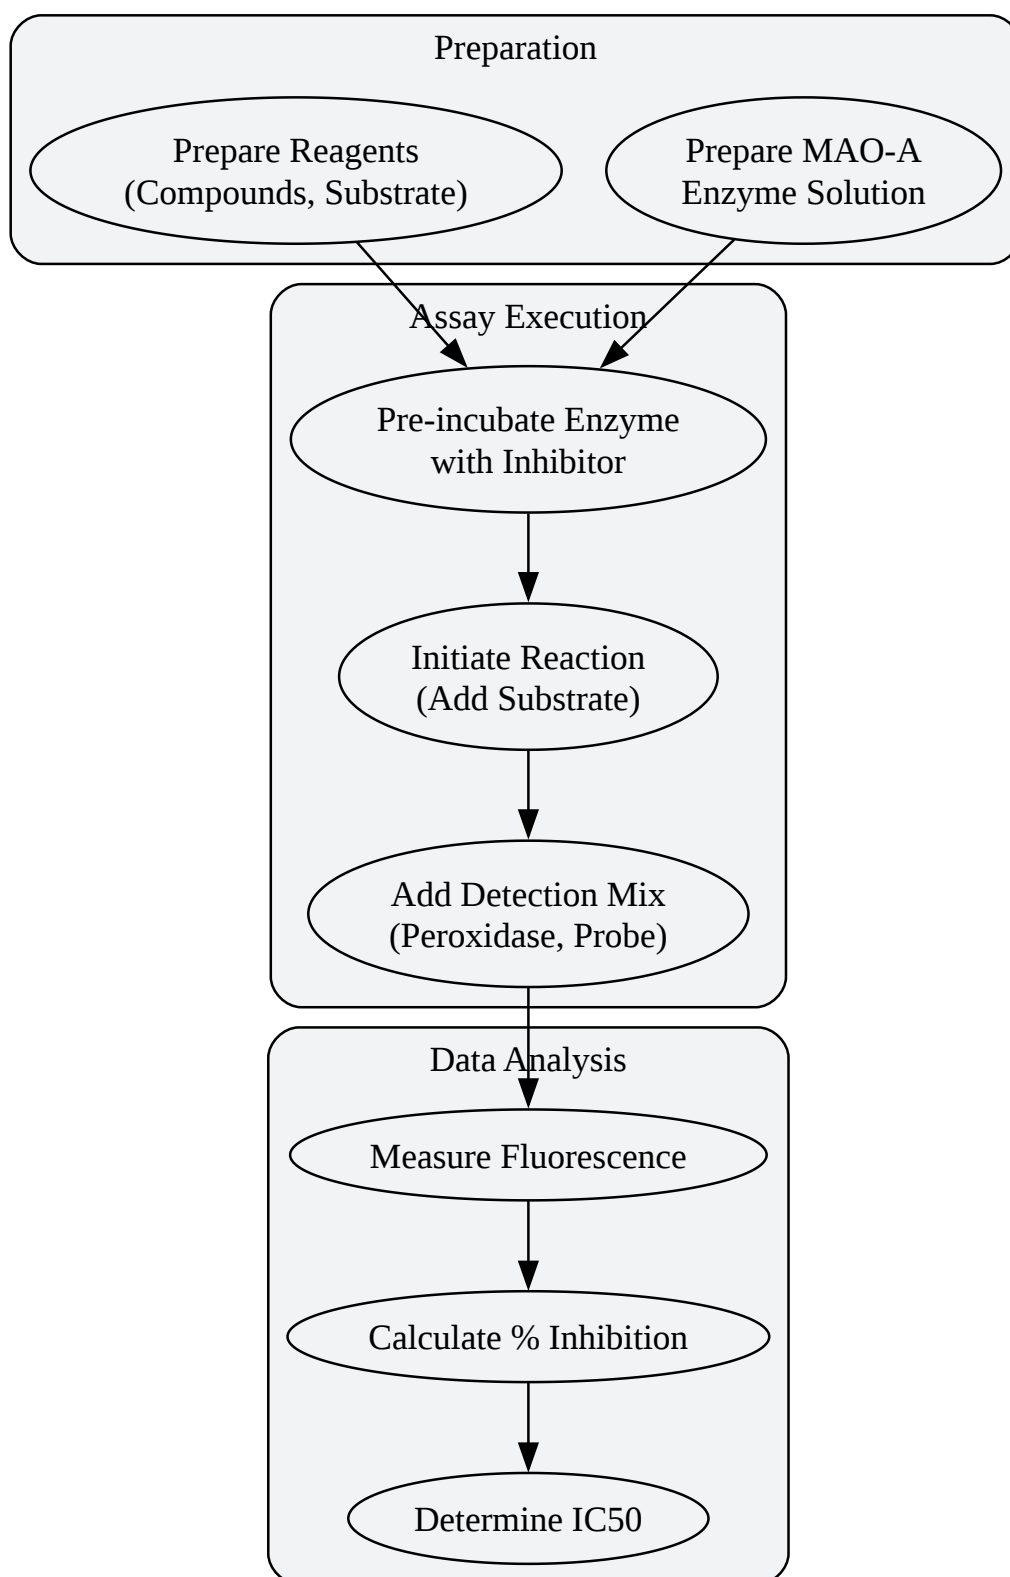 Preparation
Prepare Reagents
(Compounds, Substrate)
Prepare MAO-A
Enzyme Solution
Assay Execution
Pre-incubate Enzyme
with Inhibitor
Initiate Reaction
(Add Substrate)
Add Detection Mix
(Peroxidase, Probe)
Data Analysis
Measure Fluorescence
Calculate % Inhibition
Determine IC50